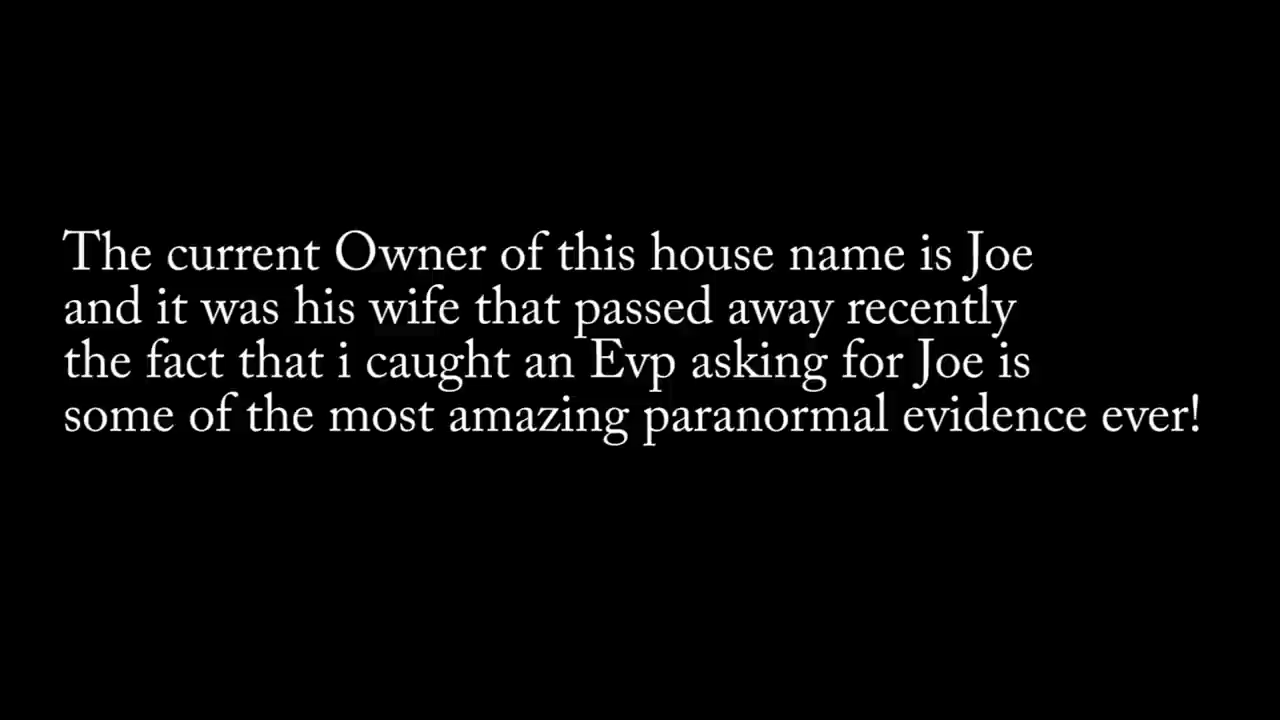 The current Owner of this house name is Joe
and it was his wife that passed away recently
the fact that i caught an Evp asking for Joe is
some of the most amazing paranormal evidence ever!